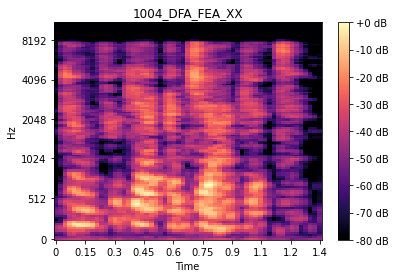 1004_DFA_FEA_XX
Hz
8192
4096
2048
1024
512
0
0 0.15 0.3 0.45 0.6 0.75 0.9 1.1 1.2 1.4
Time
+0 dB
-10 dB
-20 dB
-30 dB
-40 dB
-50 dB
-60 dB
-70 dB
-80 dB